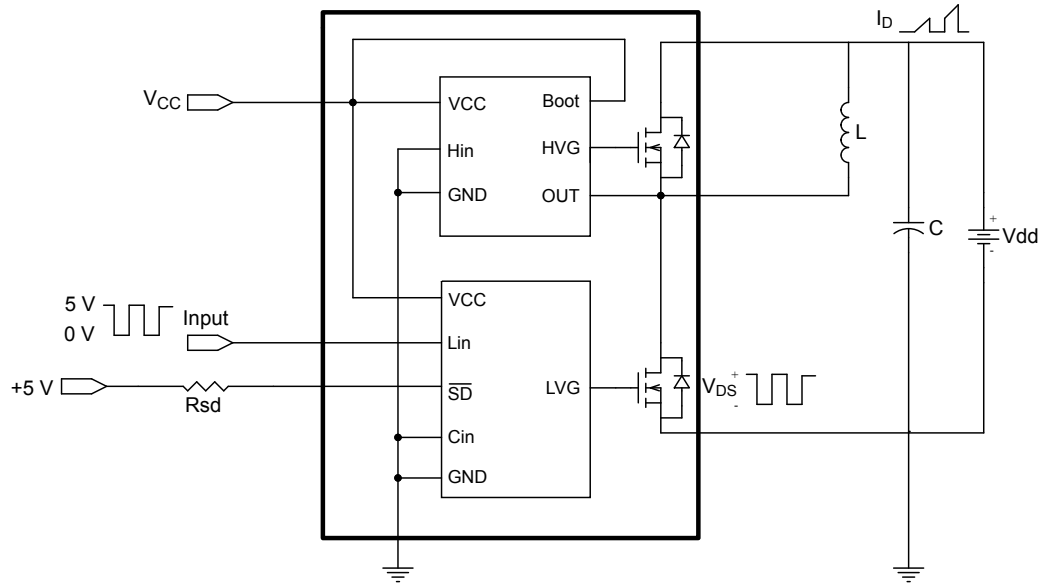 I_D
V_CC
VCC
Boot
Hin
HVG
L
GND
OUT
C
+
Vdd
-
5 V
Input
VCC
0 V
Lin
+5 V
Rsd
S̅D̅
LVG
V_DS
+
-
Cin
GND